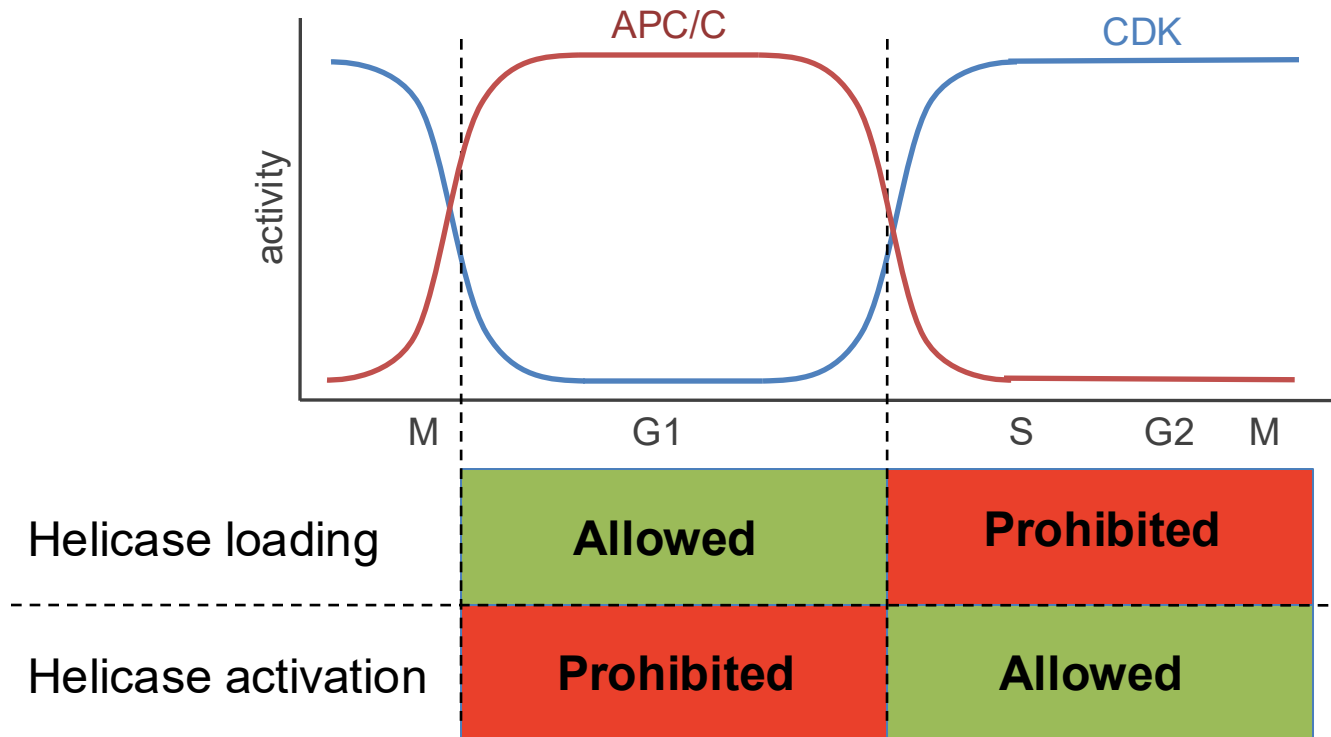 APC/C
CDK
activity
M
G1
S
G2
M
Helicase loading
Allowed
Prohibited
Helicase activation
Prohibited
Allowed